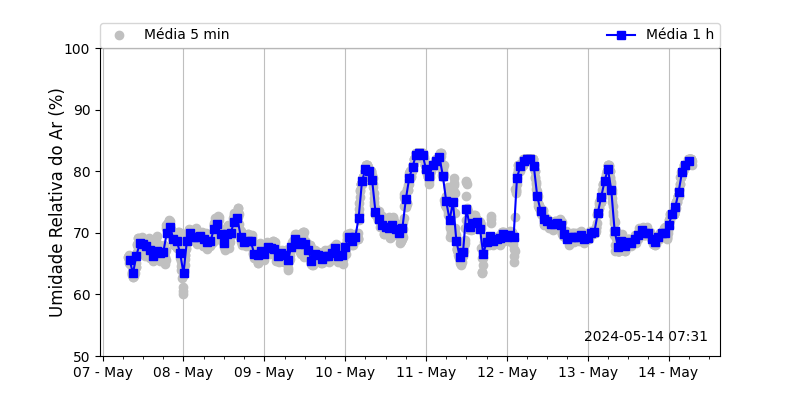 Média 5 min
Média 1 h
Umidade Relativa do Ar (%)
100
90
80
70
60
50
2024-05-14 07:31
07 - May
08 - May
09 - May
10 - May
11 - May
12 - May
13 - May
14 - May